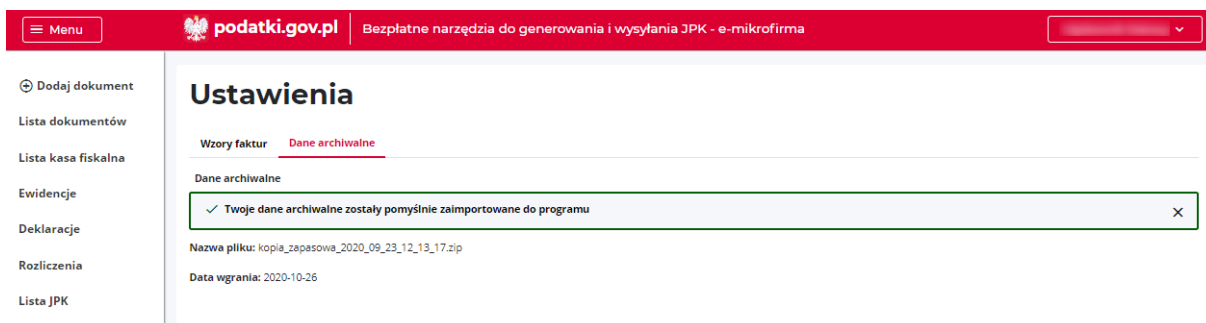 Menu
podatki.gov.pl
Bezpłatne narzędzia do generowania i wysyłania JPK - e-mikrofirma
Dodaj dokument
Lista dokumentów
Lista kasa fiskalna
Ewidencje
Deklaracje
Rozliczenia
Lista JPK
Ustawienia
Wzory faktur Dane archiwalne
Dane archiwalne
Twoje dane archiwalne zostały pomyślnie zaimportowane do programu
Nazwa pliku: kopia_zapasowa_2020_09_23_12_13_17.zip
Data wgrania: 2020-10-26